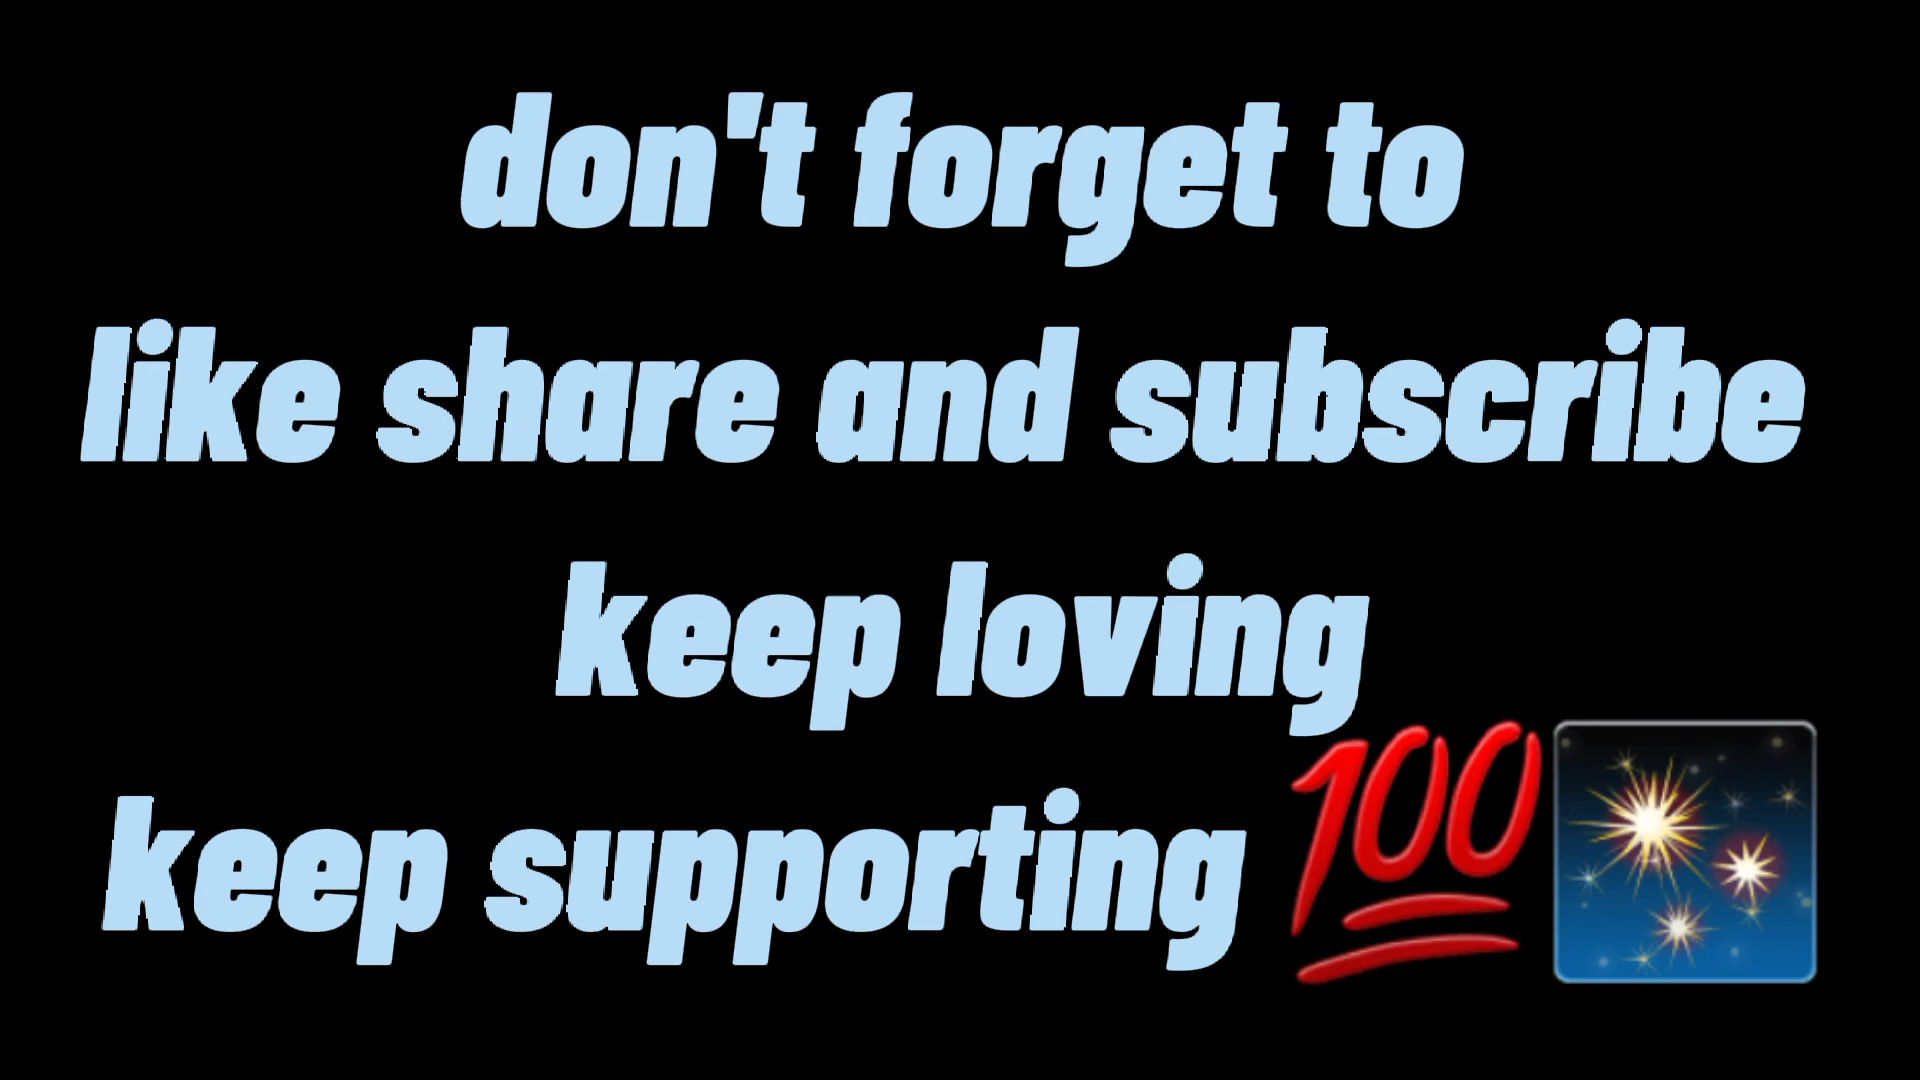 don't forget to
like share and subscribe
keep loving
keep supporting 💯🎆